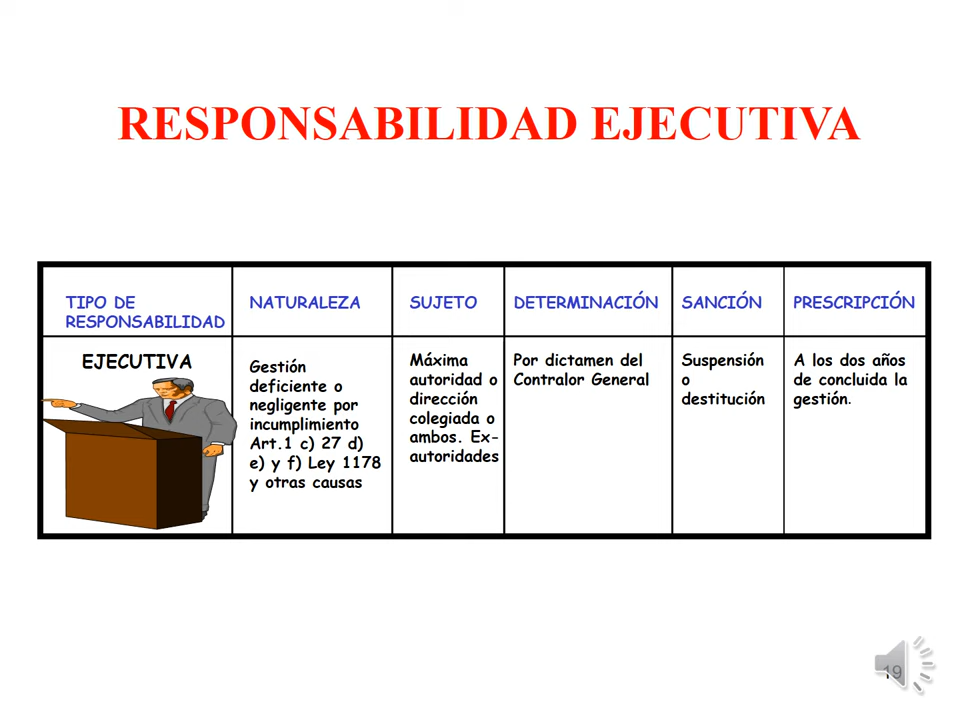 RESPONSABILIDAD EJECUTIVA
TIPO DE
RESPONSABILIDAD
NATURALEZA
SUJETO
DETERMINACIÓN
SANCIÓN
PRESCRIPCIÓN
EJECUTIVA
Gestión
deficiente o
negligente por
incumplimiento
Art.1 c) 27 d)
e) y f) Ley 1178
y otras causas
Máxima
autoridad o
dirección
colegiada o
ambos. Ex-
autoridades
Por dictamen del
Contralor General
Suspensión
o
destitución
A los dos años
de concluida la
gestión.
19